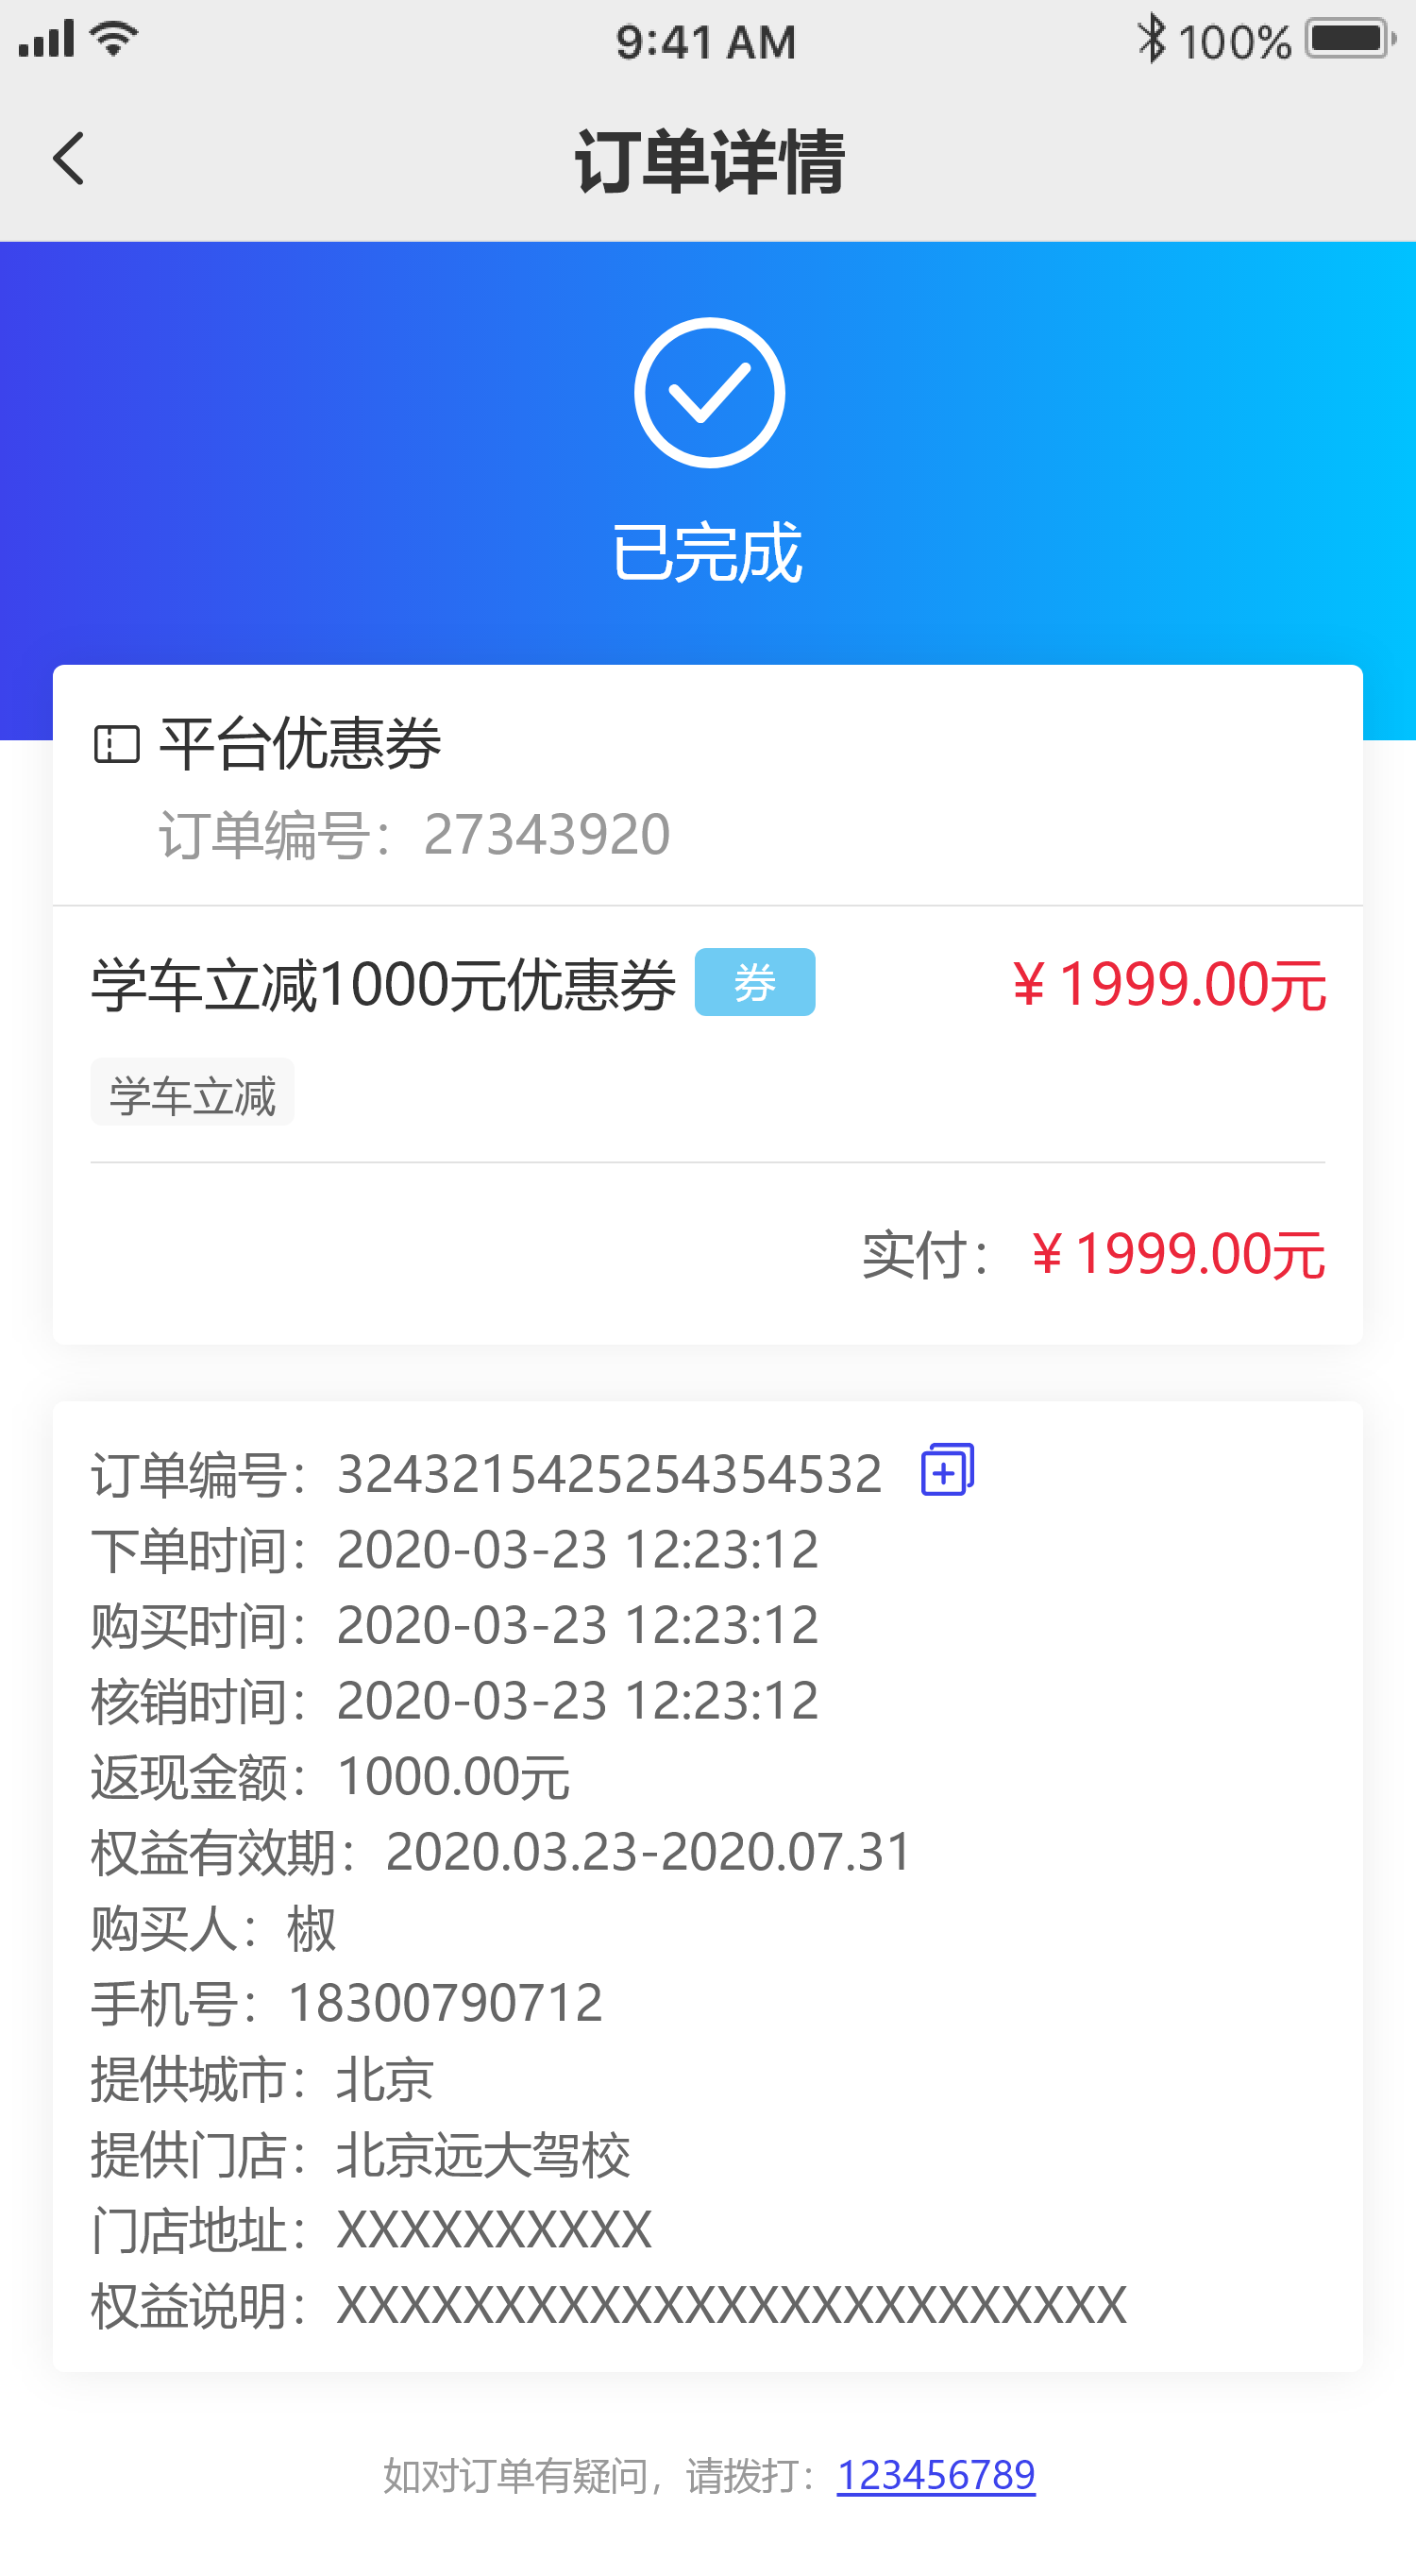 9:41 AM
100%
订单详情
已完成
平台优惠券
订单编号：27343920
学车立减1000元优惠券 券 ￥1999.00元
学车立减
实付：￥1999.00元
订单编号：3243215425254354532
下单时间：2020-03-23 12:23:12
购买时间：2020-03-23 12:23:12
核销时间：2020-03-23 12:23:12
返现金额：1000.00元
权益有效期：2020.03.23-2020.07.31
购买人：椒
手机号：18300790712
提供城市：北京
提供门店：北京远大驾校
门店地址：XXXXXXXXXX
权益说明：XXXXXXXXXXXXXXXXXXXXXXXXX
如对订单有疑问，请拨打：123456789